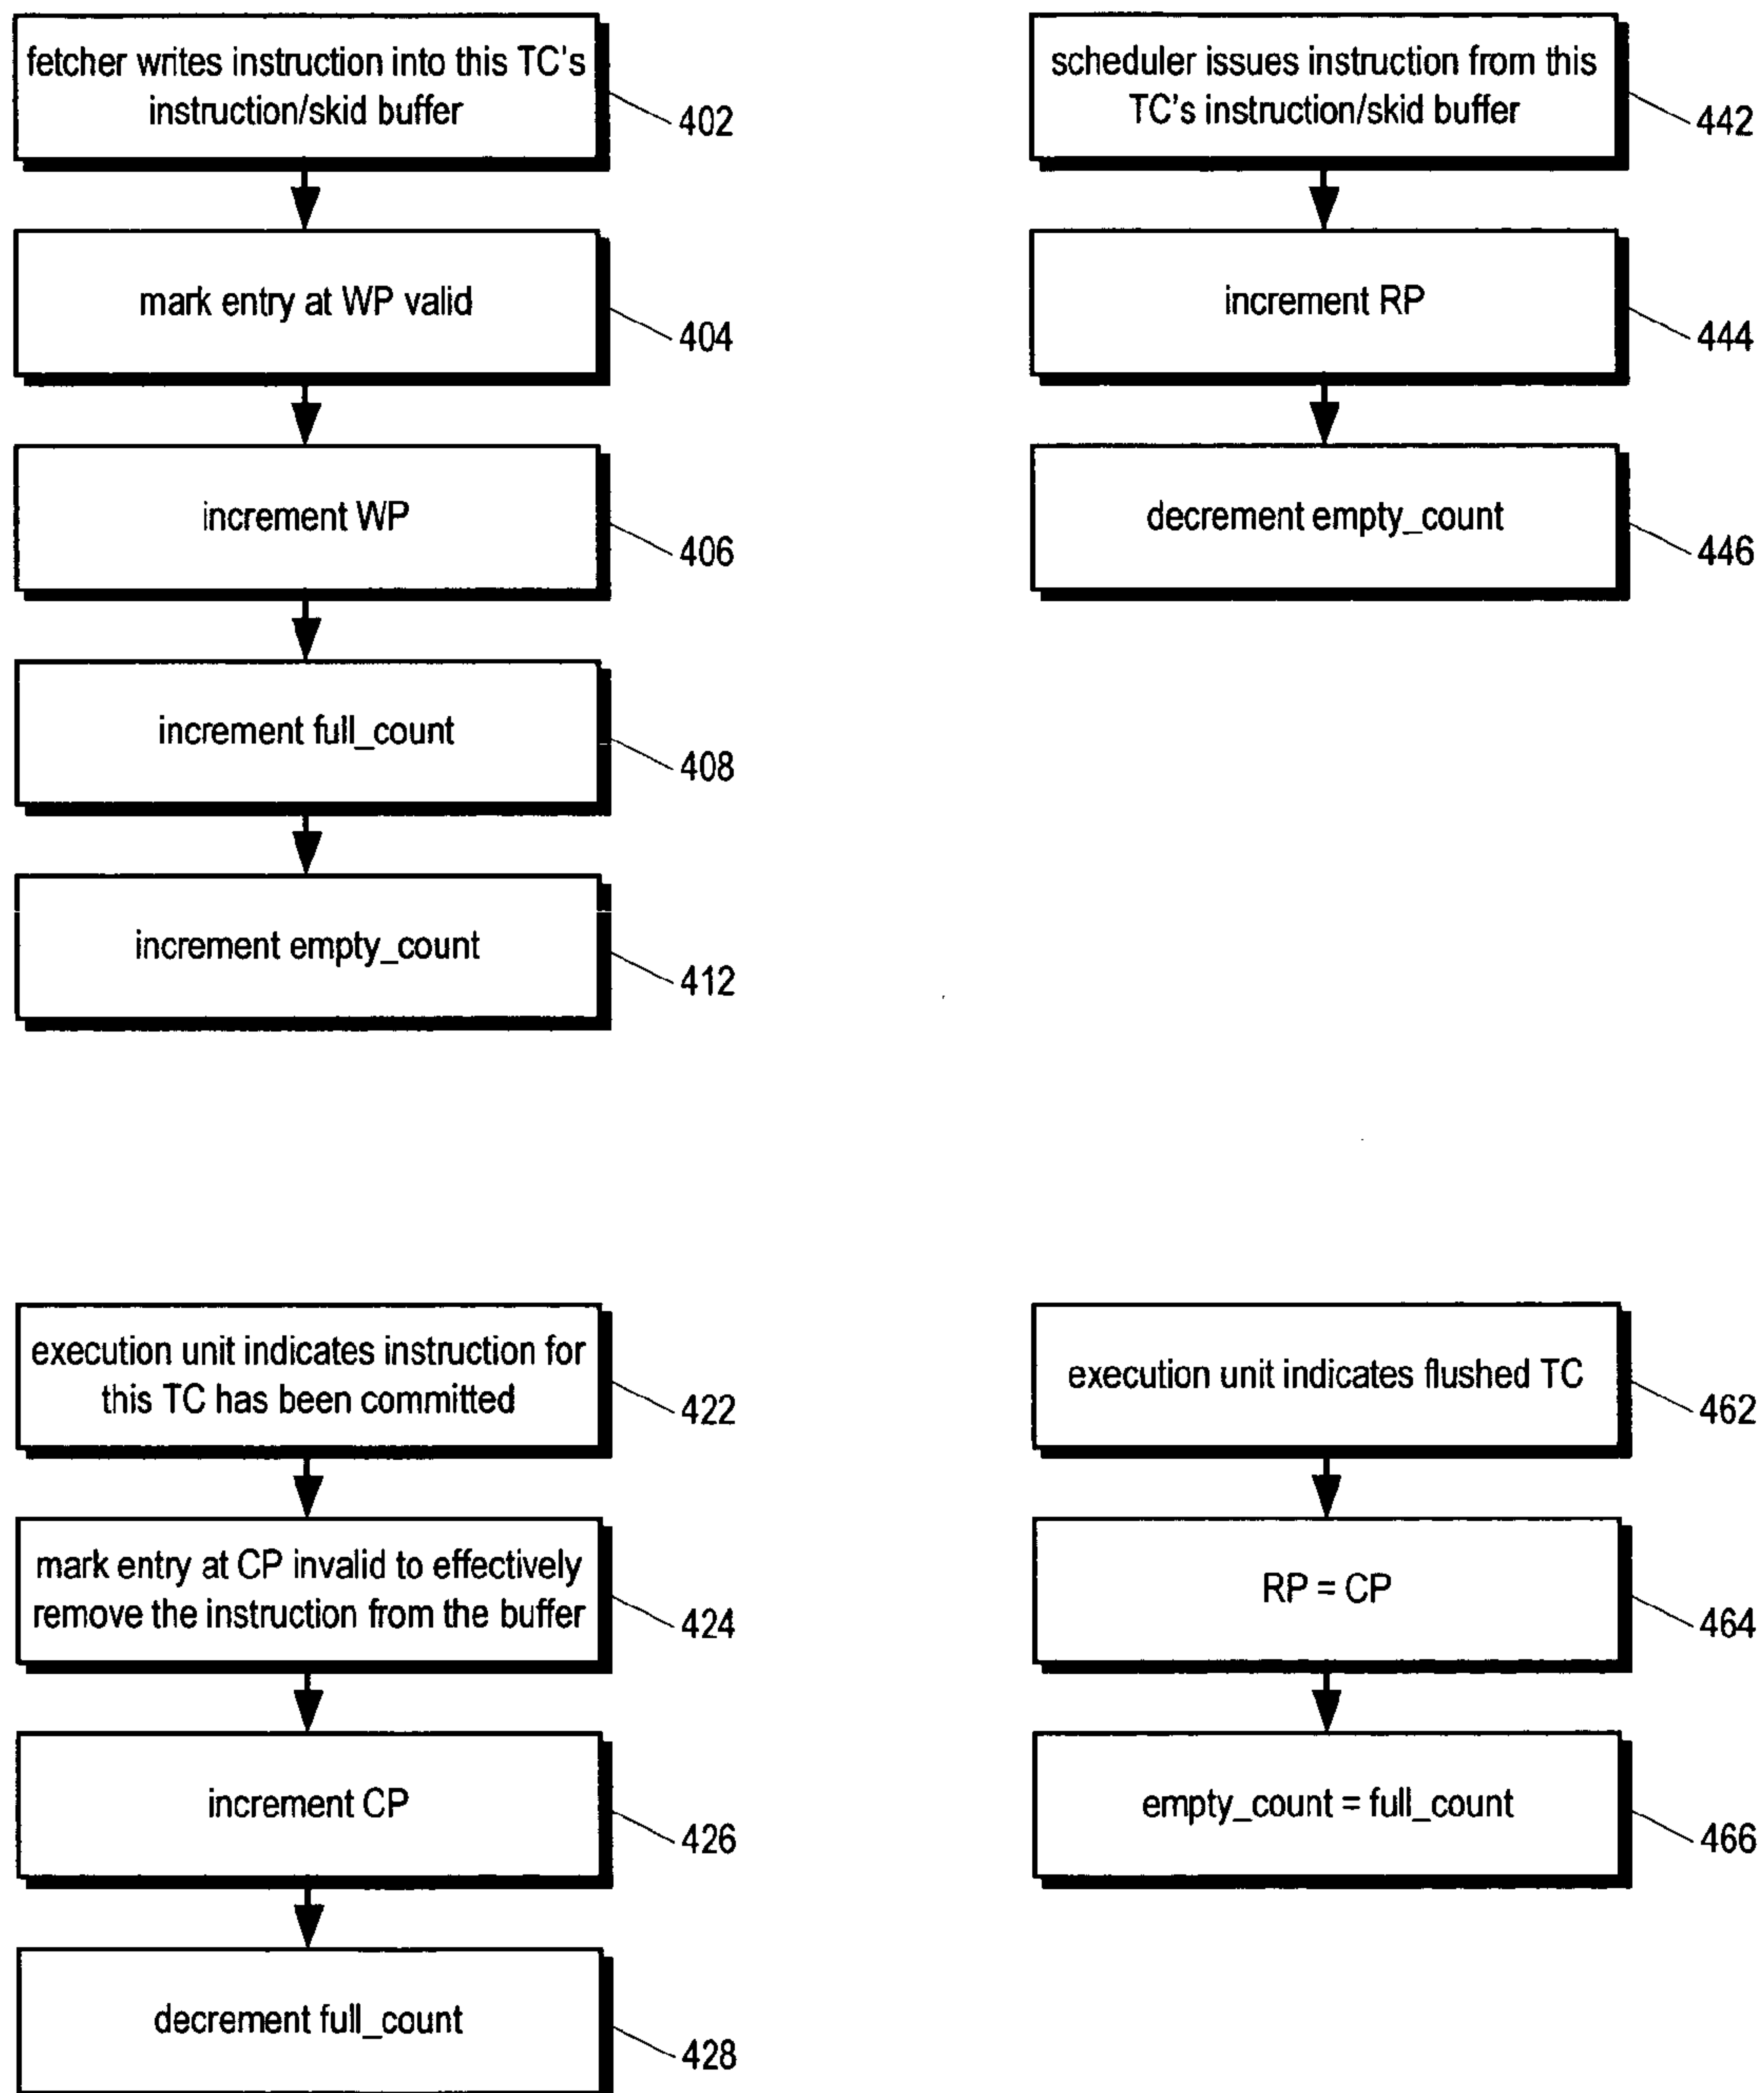 fetcher writes instruction into this TC's
instruction/skid buffer
402
mark entry at WP valid
404
increment WP
406
increment full_count
408
increment empty_count
412
scheduler issues instruction from this
TC's instruction/skid buffer
442
increment RP
444
decrement empty_count
446
execution unit indicates instruction for
this TC has been committed
422
mark entry at CP invalid to effectively
remove the instruction from the buffer
424
increment CP
426
decrement full_count
428
execution unit indicates flushed TC
462
RP = CP
464
empty_count = full_count
466